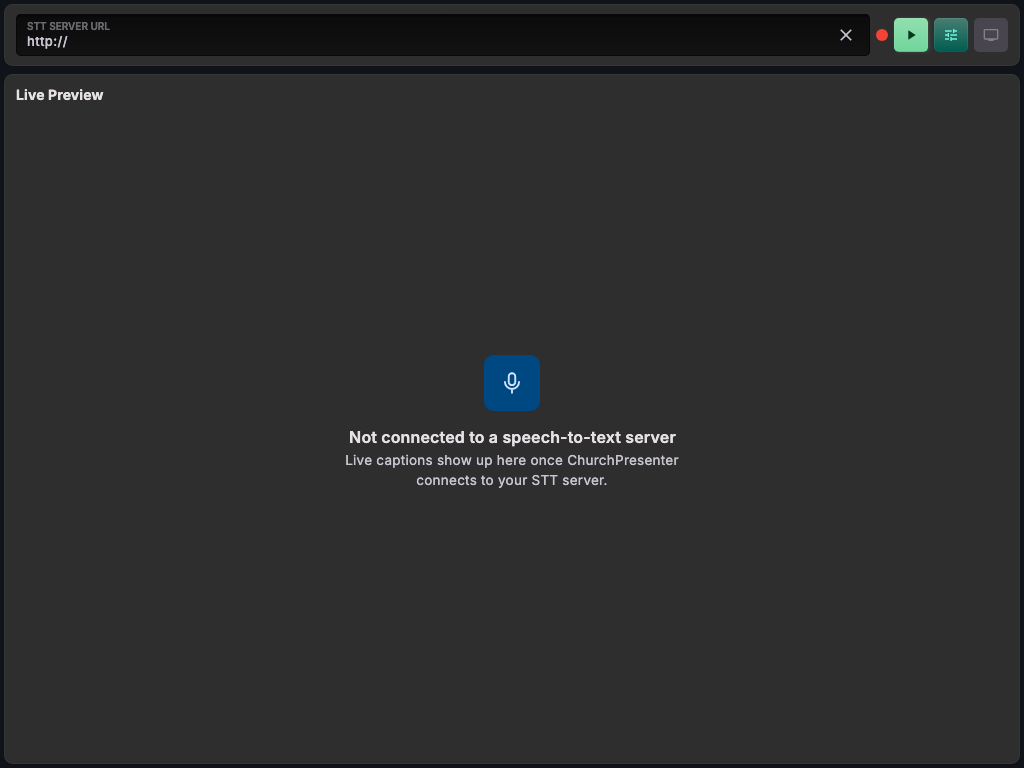 STT SERVER URL
http://
Live Preview
Not connected to a speech-to-text server
Live captions show up here once ChurchPresenter
connects to your STT server.